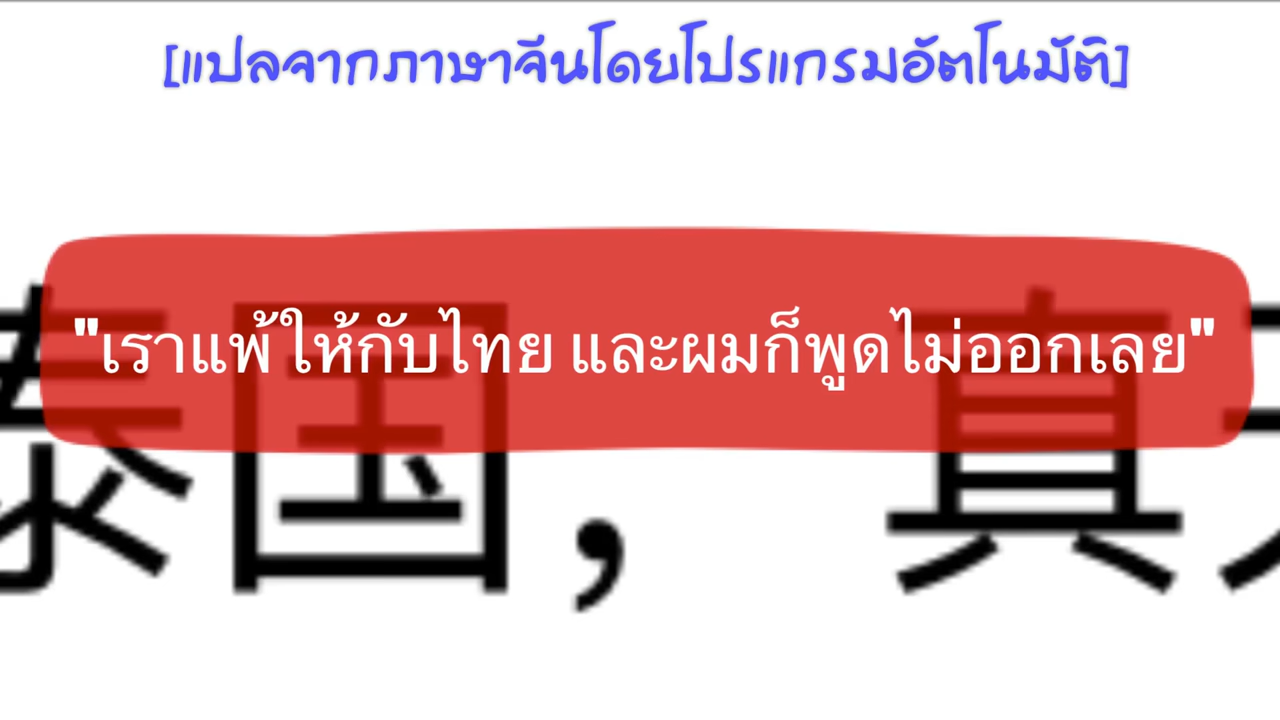 [แปลจากภาษาจีนโดยโปรแกรมอัตโนมัติ]
"เราแพ้ให้กับไทย และผมก็พูดไม่ออกเลย"
泰国，真